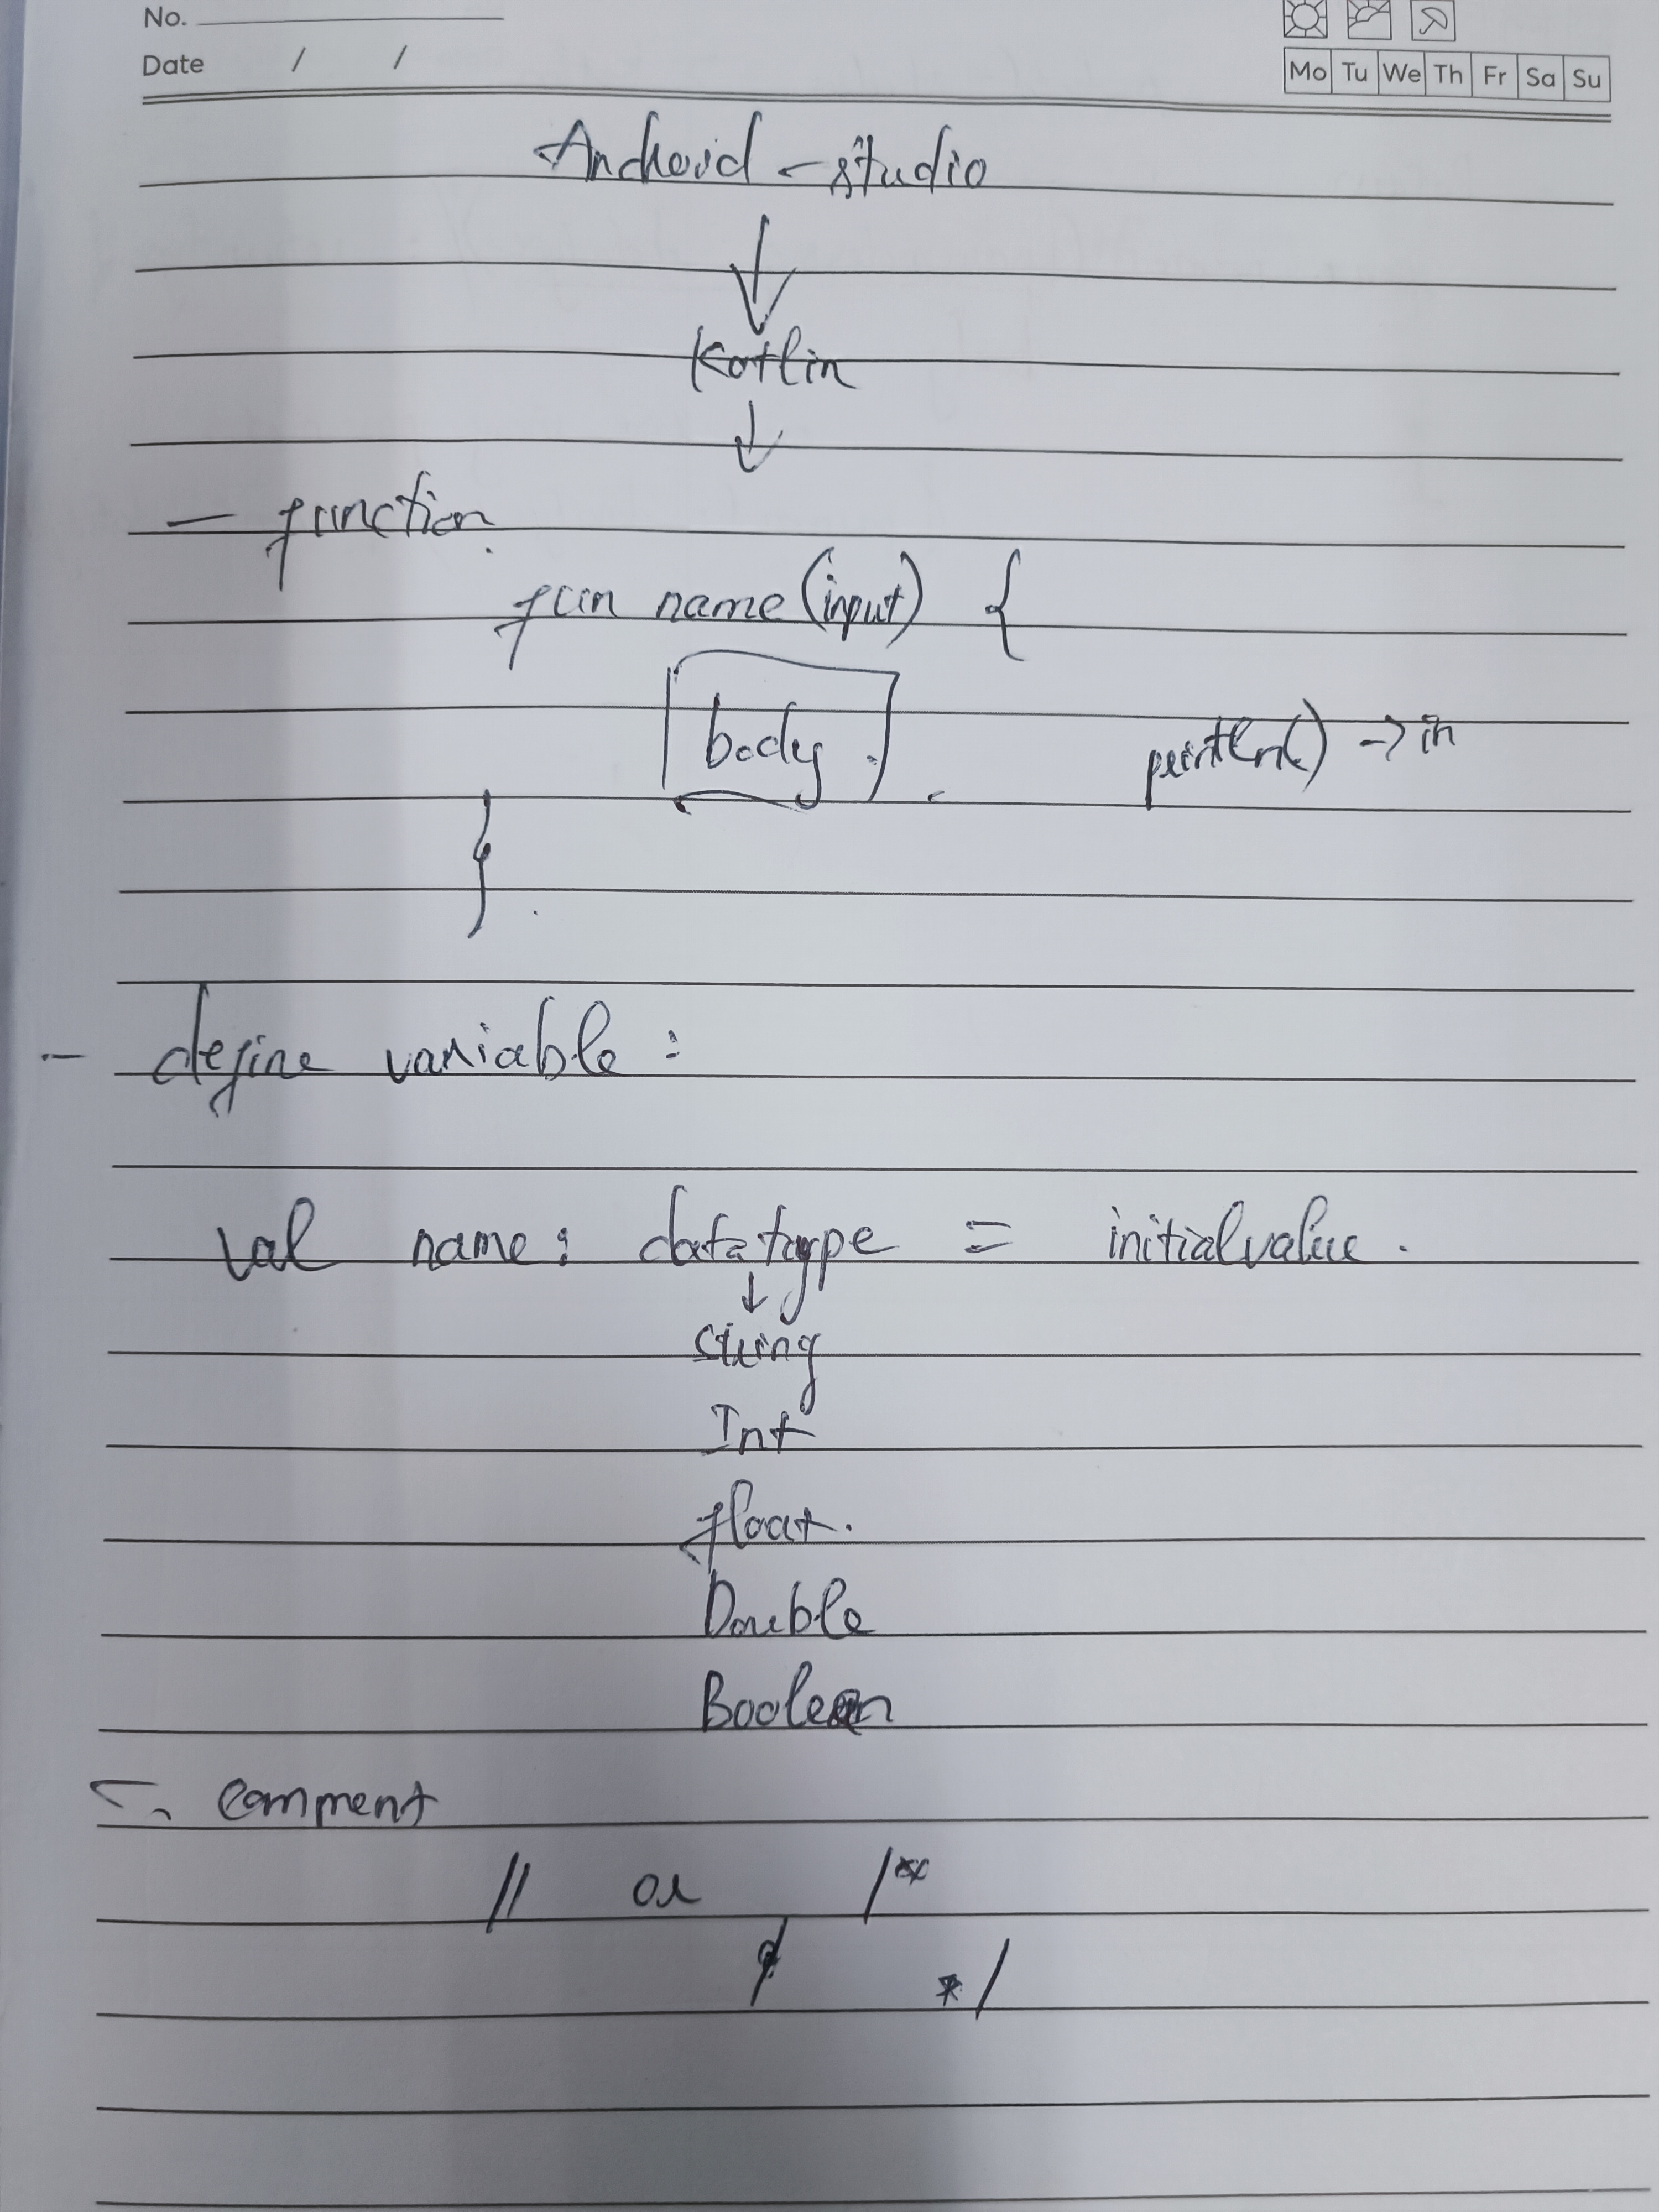 No.
Date / /
Mo Tu We Th Fr Sa Su
Android - studio
Kotlin
- function
fun name (input) {
body
println() -> in
}
- define variable :
val name : datatype = initialvalue .
String
Int
float .
Double
Boolean
- comment
// or /*
*/